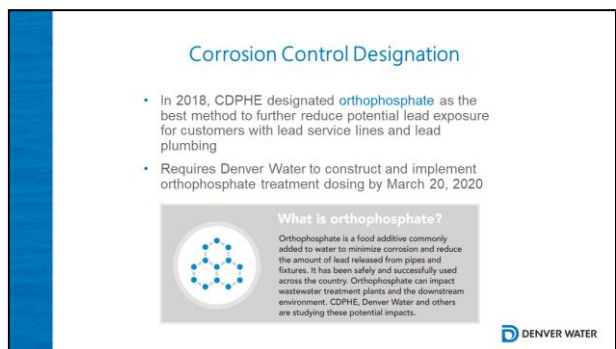 Corrosion Control Designation
• In 2018, CDPHE designated orthophosphate as the
best method to further reduce potential lead exposure
for customers with lead service lines and lead
plumbing
• Requires Denver Water to construct and implement
orthophosphate treatment dosing by March 20, 2020
What is orthophosphate?
Orthophosphate is a food additive commonly
added to water to minimize corrosion and reduce
the amount of lead released from pipes and
fixtures. It has been safely and successfully used
across the country. Orthophosphate can impact
wastewater treatment plants and the downstream
environment. CDPHE, Denver Water and others
are studying these potential impacts.
DENVER WATER